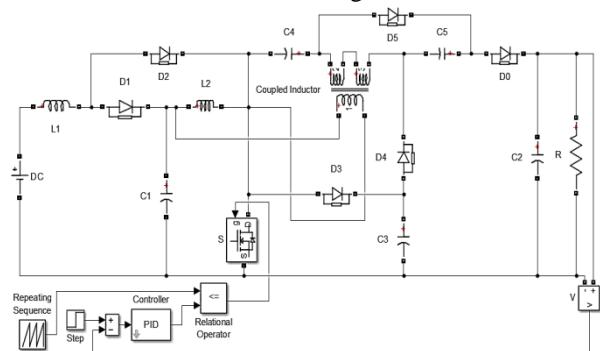 D5
C4
C5
D2
D0
Coupled Inductor
D1
L2
L1
1
D4
DC
C1
D3
C2
R
C3
g
D
S
S
V
+
-
Controller
Repeating
Sequence
Step
PID
<=
Relational
Operator